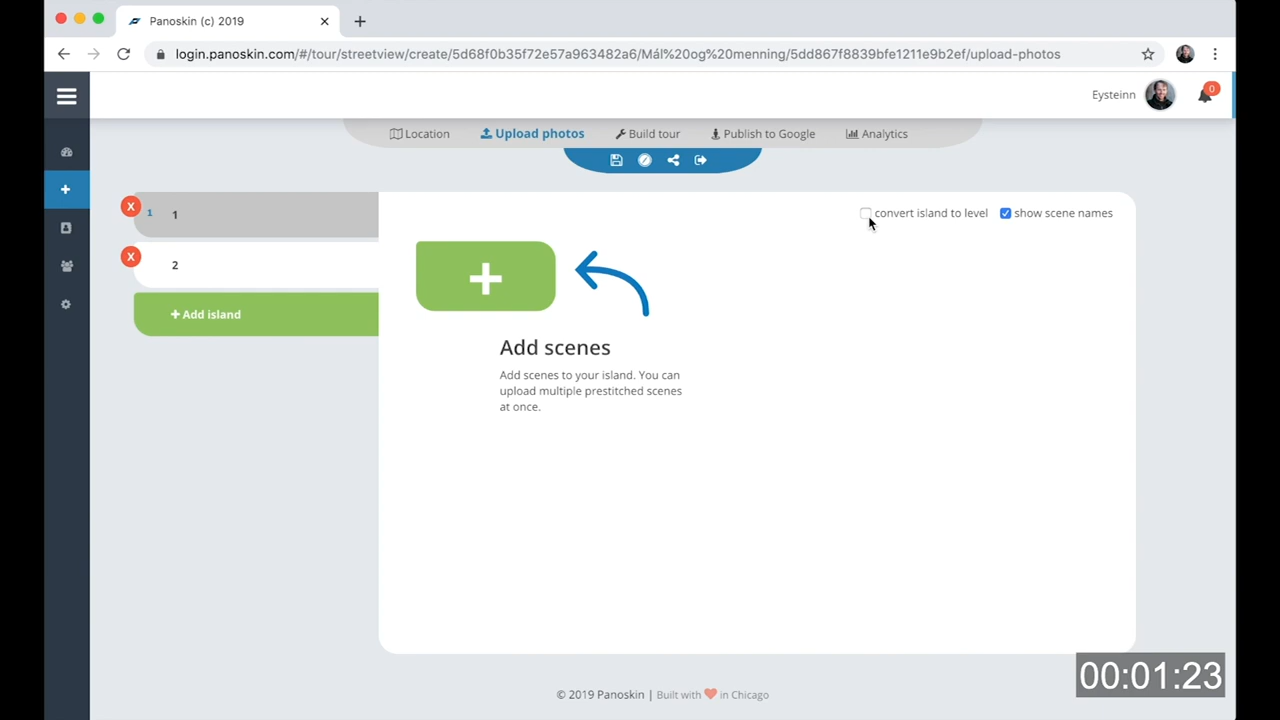 Panoskin (c) 2019
login.panoskin.com/#/tour/streetview/create/5d68f0b35f72e57a963482a6/Mál%20og%20menning/5dd867f8839bfe1211e9b2ef/upload-photos
Eysteinn
0
Location
Upload photos
Build tour
Publish to Google
Analytics
X 1 1
convert island to level
show scene names
X 2
+ Add island
Add scenes
Add scenes to your island. You can
upload multiple prestitched scenes
at once.
© 2019 Panoskin | Built with ❤ in Chicago
00:01:23